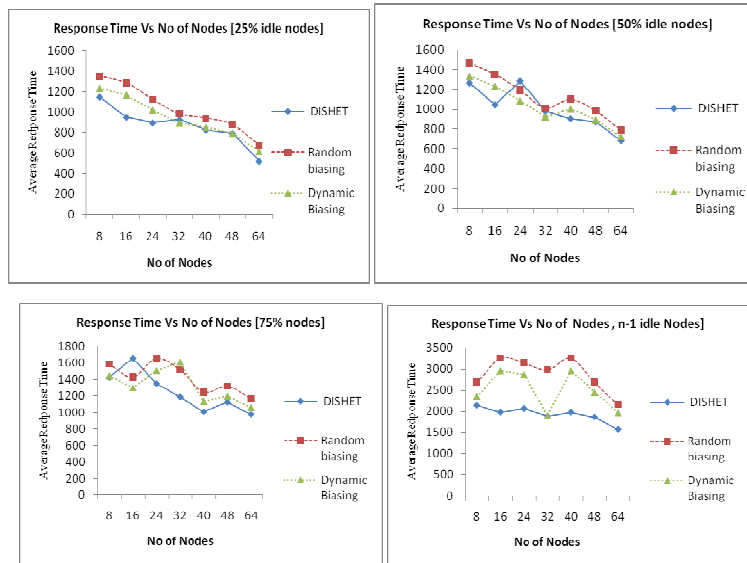 Response Time Vs No of Nodes [25% idle nodes]
Average Redponse Time
1600
1400
1200
1000
800
600
400
200
0
8 16 24 32 40 48 64
No of Nodes
DISHET
Random
biasing
Dynamic
Biasing
Response Time Vs No of Nodes [50% idle nodes]
Average Redponse Time
1600
1400
1200
1000
800
600
400
200
0
8 16 24 32 40 48 64
No of Nodes
DISHET
Random
biasing
Dynamic
Biasing
Response Time Vs No of Nodes [75% nodes]
Average Redponse Time
1800
1600
1400
1200
1000
800
600
400
200
0
8 16 24 32 40 48 64
No of Nodes
DISHET
Random
biasing
Dynamic
Biasing
Response Time Vs No of Nodes , n-1 idle Nodes]
Average Redponse Time
3500
3000
2500
2000
1500
1000
500
0
8 16 24 32 40 48 64
No of Nodes
DISHET
Random
biasing
Dynamic
Biasing